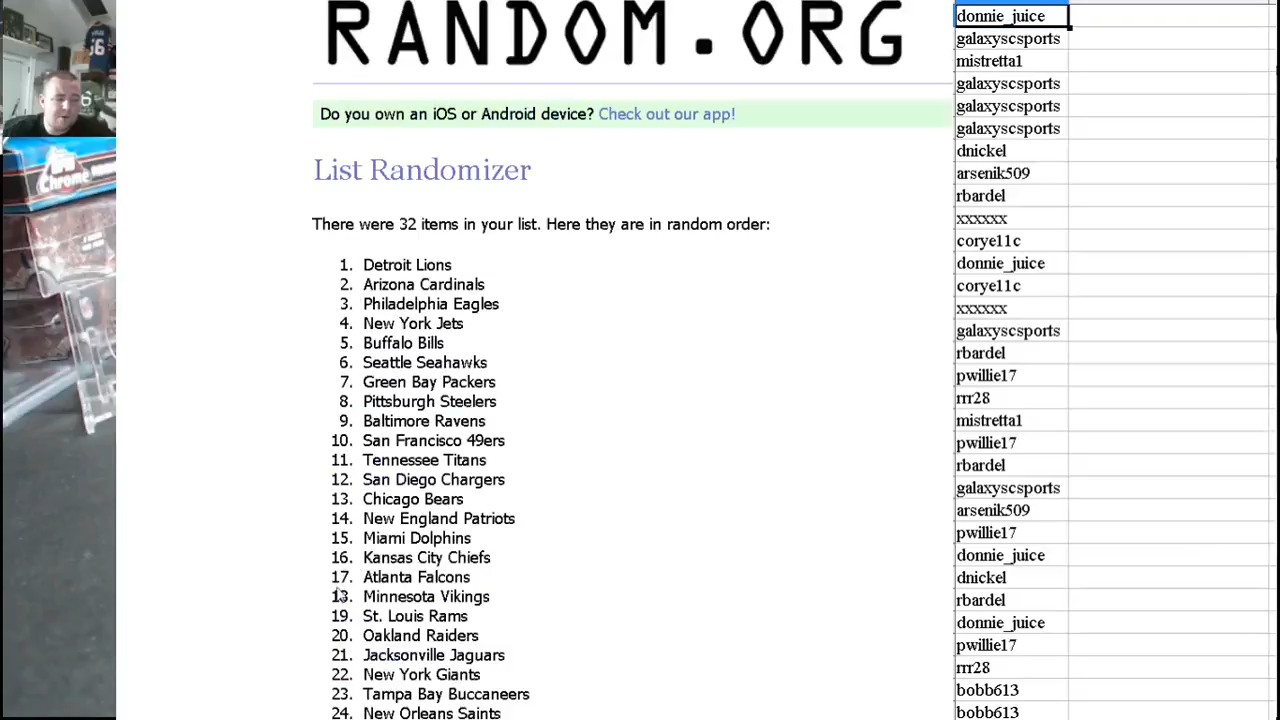 RANDOM.ORG
Do you own an iOS or Android device? Check out our app!
List Randomizer
There were 32 items in your list. Here they are in random order:
1. Detroit Lions
2. Arizona Cardinals
3. Philadelphia Eagles
4. New York Jets
5. Buffalo Bills
6. Seattle Seahawks
7. Green Bay Packers
8. Pittsburgh Steelers
9. Baltimore Ravens
10. San Francisco 49ers
11. Tennessee Titans
12. San Diego Chargers
13. Chicago Bears
14. New England Patriots
15. Miami Dolphins
16. Kansas City Chiefs
17. Atlanta Falcons
18. Minnesota Vikings
19. St. Louis Rams
20. Oakland Raiders
21. Jacksonville Jaguars
22. New York Giants
23. Tampa Bay Buccaneers
24. New Orleans Saints
donnie_juice
galaxyscsports
mistretta1
galaxyscsports
galaxyscsports
galaxyscsports
dnickel
arsenik509
rbardel
xxxxxx
corye11c
donnie_juice
corye11c
xxxxxx
galaxyscsports
rbardel
pwillie17
rrr28
mistretta1
pwillie17
rbardel
galaxyscsports
arsenik509
pwillie17
donnie_juice
dnickel
rbardel
donnie_juice
pwillie17
rrr28
bobb613
bobb613
Chrome